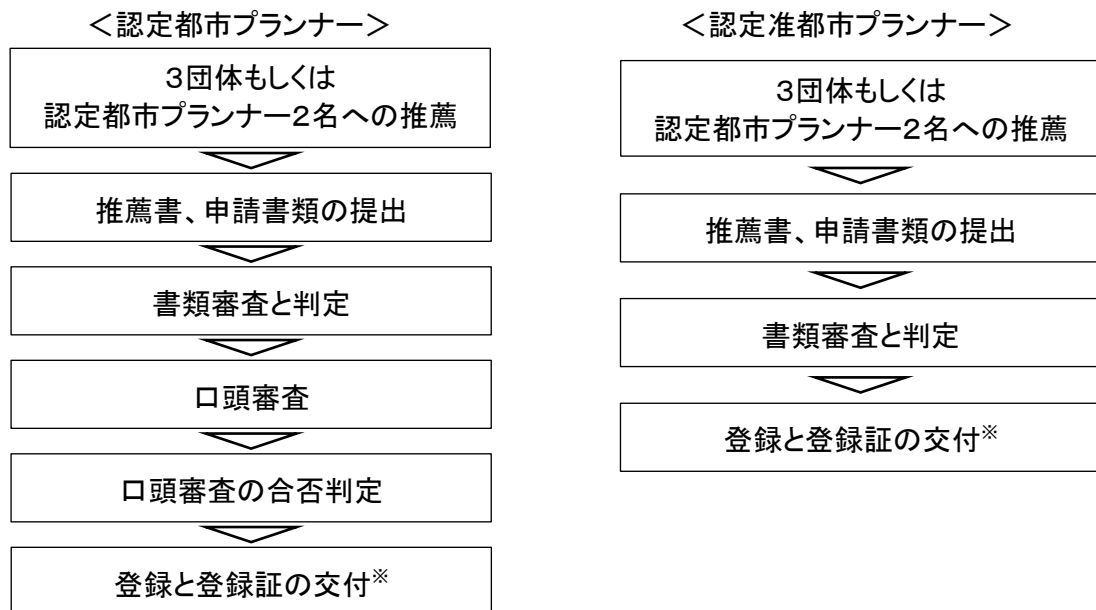 ＜認定都市プランナー＞
３団体もしくは
認定都市プランナー２名への推薦
推薦書、申請書類の提出
書類審査と判定
口頭審査
口頭審査の合否判定
登録と登録証の交付※
＜認定准都市プランナー＞
３団体もしくは
認定都市プランナー２名への推薦
推薦書、申請書類の提出
書類審査と判定
登録と登録証の交付※